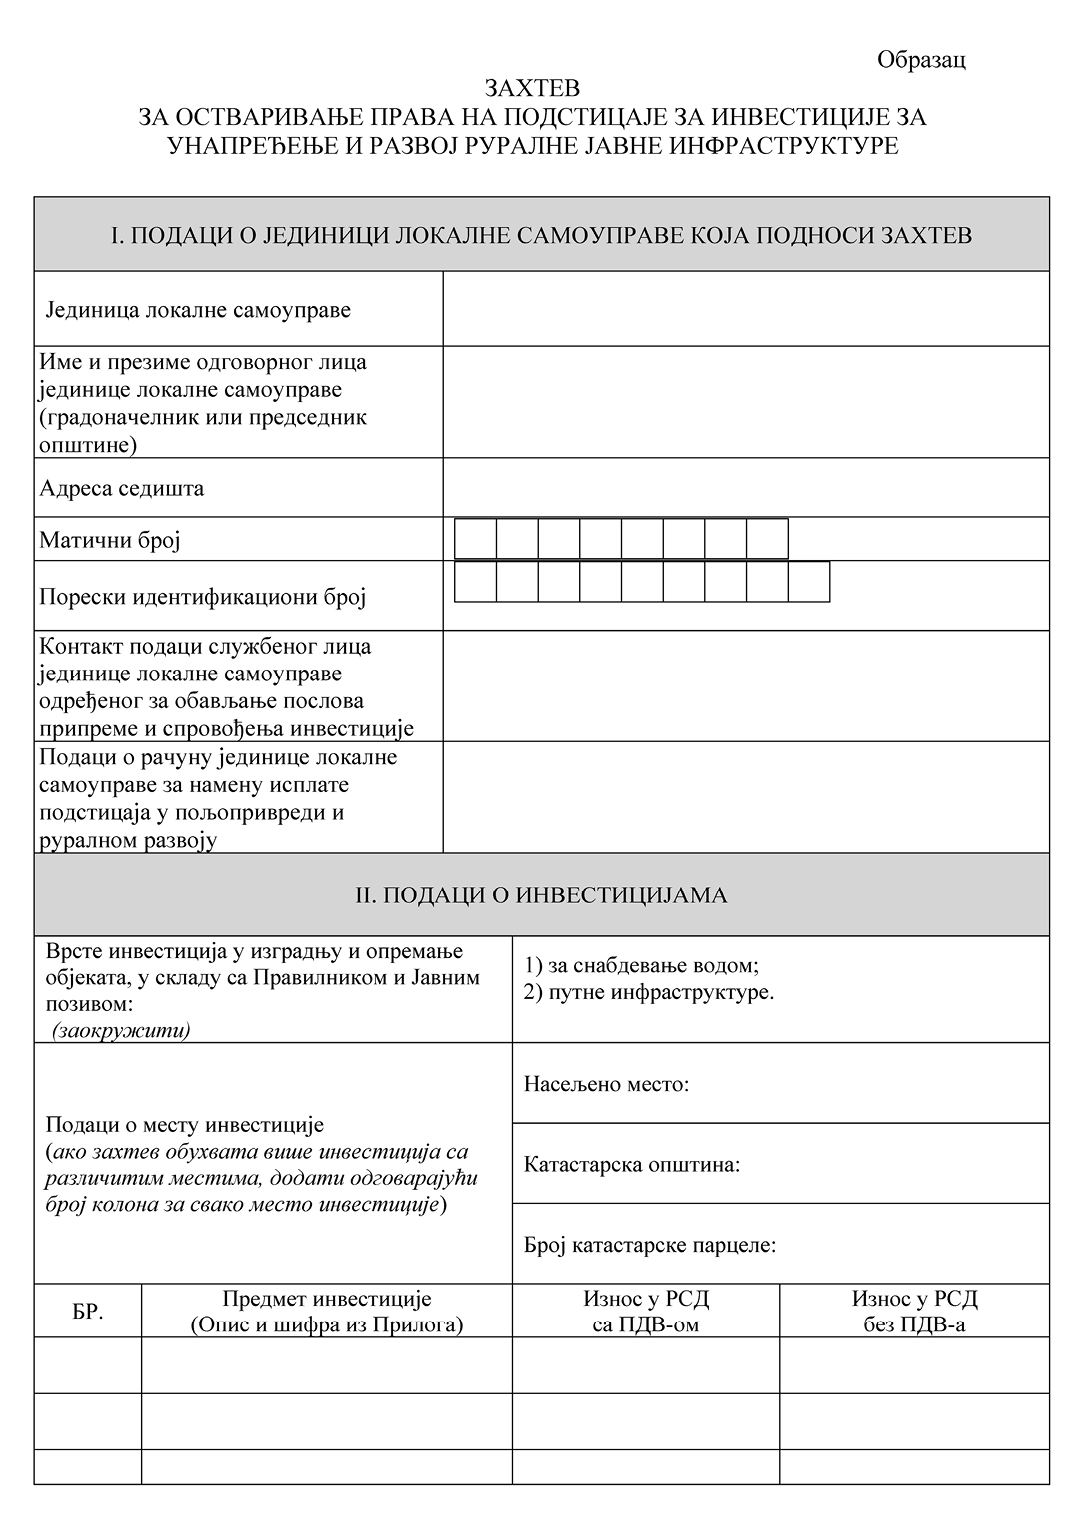 Образац
ЗАХТЕВ
ЗА ОСТВАРИВАЊЕ ПРАВА НА ПОДСТИЦАЈЕ ЗА ИНВЕСТИЦИЈЕ ЗА
УНАПРЕЂЕЊЕ И РАЗВОЈ РУРАЛНЕ ЈАВНЕ ИНФРАСТРУКТУРЕ
I. ПОДАЦИ О ЈЕДИНИЦИ ЛОКАЛНЕ САМОУПРАВЕ КОЈА ПОДНОСИ ЗАХТЕВ
Јединица локалне самоуправе
Име и презиме одговорног лица
јединице локалне самоуправе
(градоначелник или председник
општине)
Адреса седишта
Матични број
Порески идентификациони број
Контакт подаци службеног лица
јединице локалне самоуправе
одређеног за обављање послова
припреме и спровођења инвестиције
Подаци о рачуну јединице локалне
самоуправе за намену исплате
подстицаја у пољопривреди и
руралном развоју
II. ПОДАЦИ О ИНВЕСТИЦИЈАМА
Врсте инвестиција у изградњу и опремање
објеката, у складу са Правилником и Јавним
позивом:
(заокружити)
1) за снабдевање водом;
2) путне инфраструктуре.
Подаци о месту инвестиције
(ако захтев обухвата више инвестиција са
различитим местима, додати одговарајући
број колона за свако место инвестиције)
Насељено место:
Катастарска општина:
Број катастарске парцеле:
БР.
Предмет инвестиције
(Опис и шифра из Прилога)
Износ у РСД
са ПДВ-ом
Износ у РСД
без ПДВ-а